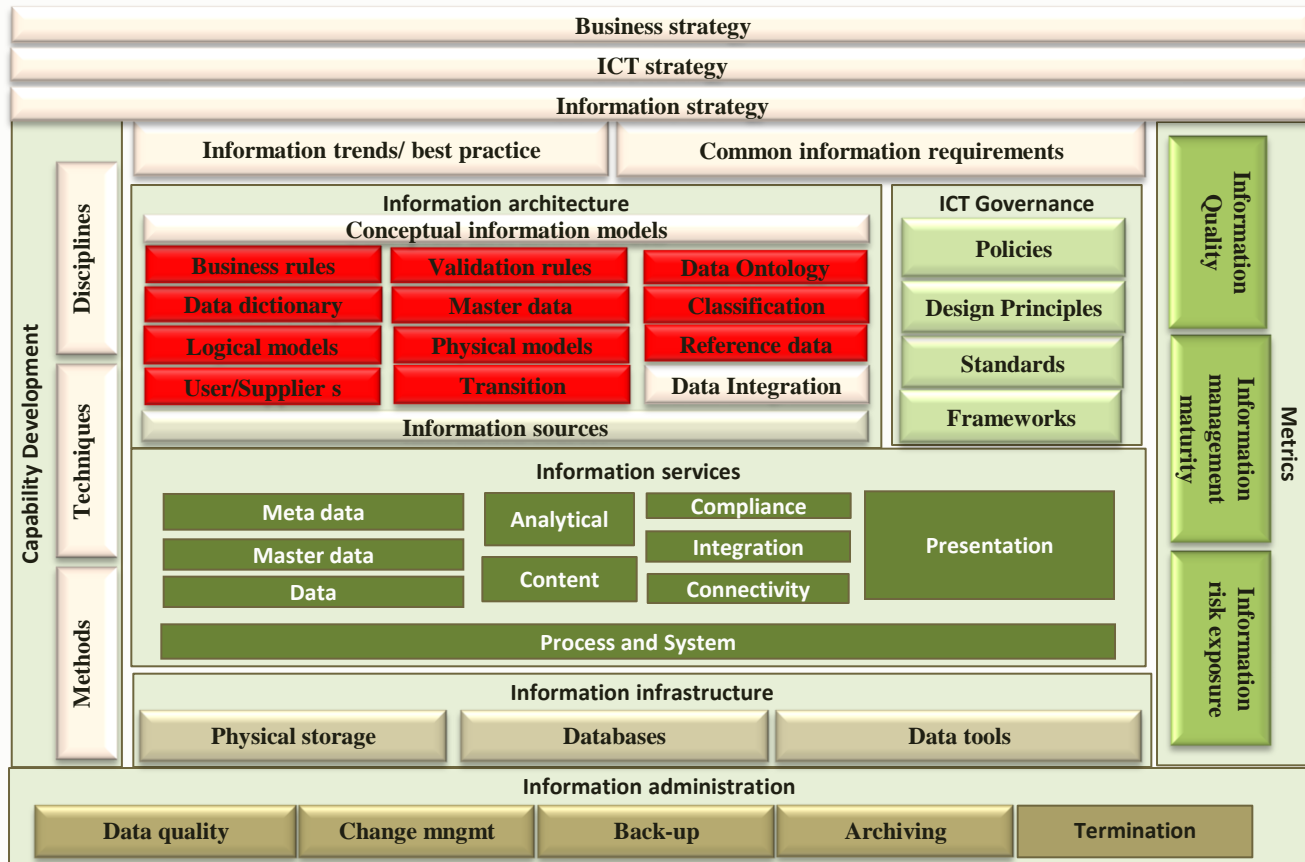 Business strategy
ICT strategy
Information strategy
Information trends/ best practice
Common information requirements
Capability Development
Disciplines
Techniques
Methods
Information architecture
Conceptual information models
Business rules
Validation rules
Data Ontology
Data dictionary
Master data
Classification
Logical models
Physical models
Reference data
User/Supplier s
Transition
Data Integration
Information sources
ICT Governance
Policies
Design Principles
Standards
Frameworks
Information services
Meta data
Master data
Data
Analytical
Content
Compliance
Integration
Connectivity
Presentation
Process and System
Information infrastructure
Physical storage
Databases
Data tools
Metrics
Information
Quality
Information
management
maturity
Information
risk exposure
Information administration
Data quality
Change mngmt
Back-up
Archiving
Termination